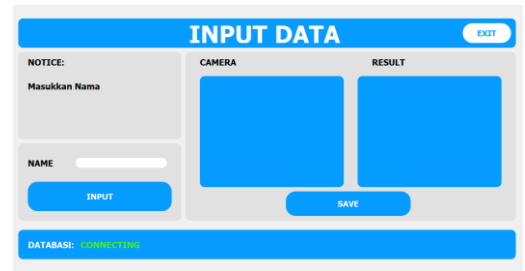 INPUT DATA
EXIT
NOTICE:
Masukkan Nama
NAME
INPUT
CAMERA
RESULT
SAVE
DATABASI: CONNECTING